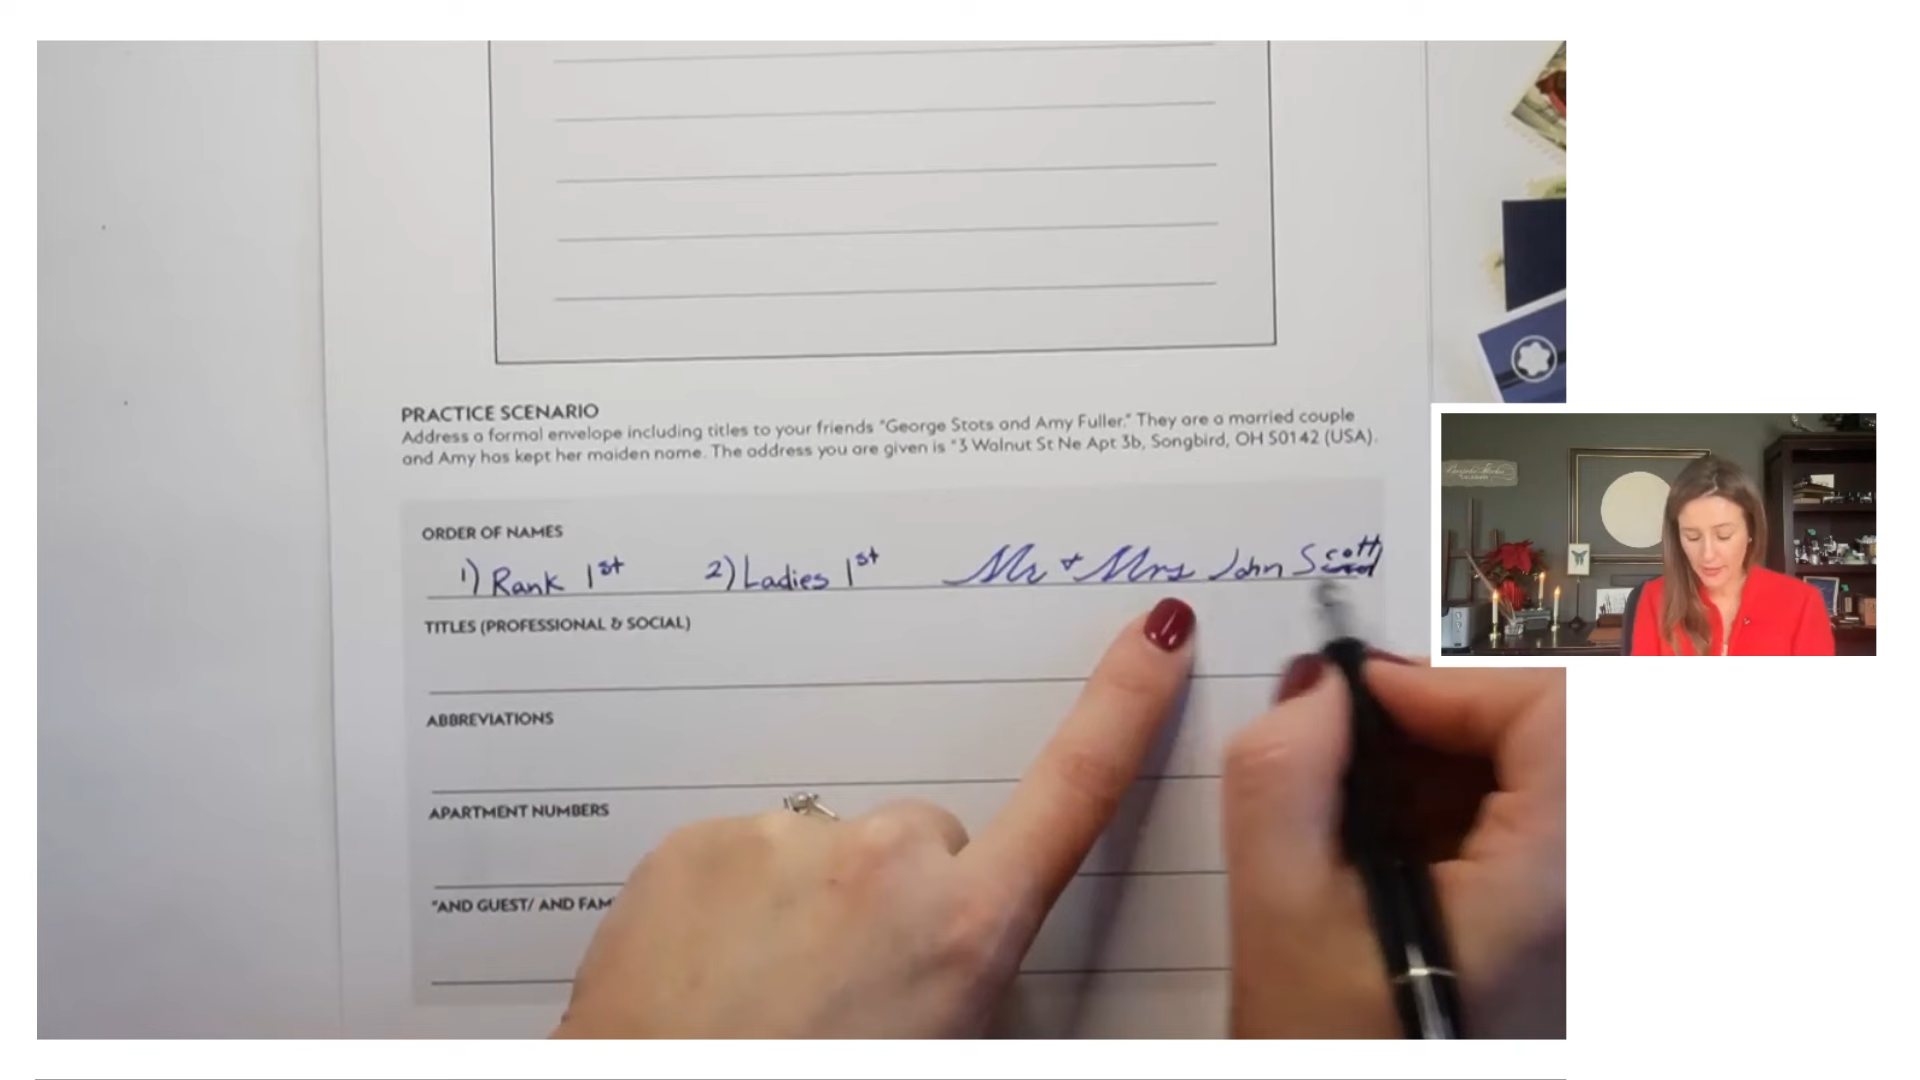 PRACTICE SCENARIO
Address a formal envelope including titles to your friends "George Stots and Amy Fuller." They are a married couple
and Amy has kept her maiden name. The address you are given is "3 Walnut St Ne Apt 3b, Songbird, OH 50142 (USA).
ORDER OF NAMES
1) Rank 1st 2) Ladies 1st Mr + Mrs John Scott
TITLES (PROFESSIONAL & SOCIAL)
ABBREVIATIONS
APARTMENT NUMBERS
"AND GUEST/ AND FAM